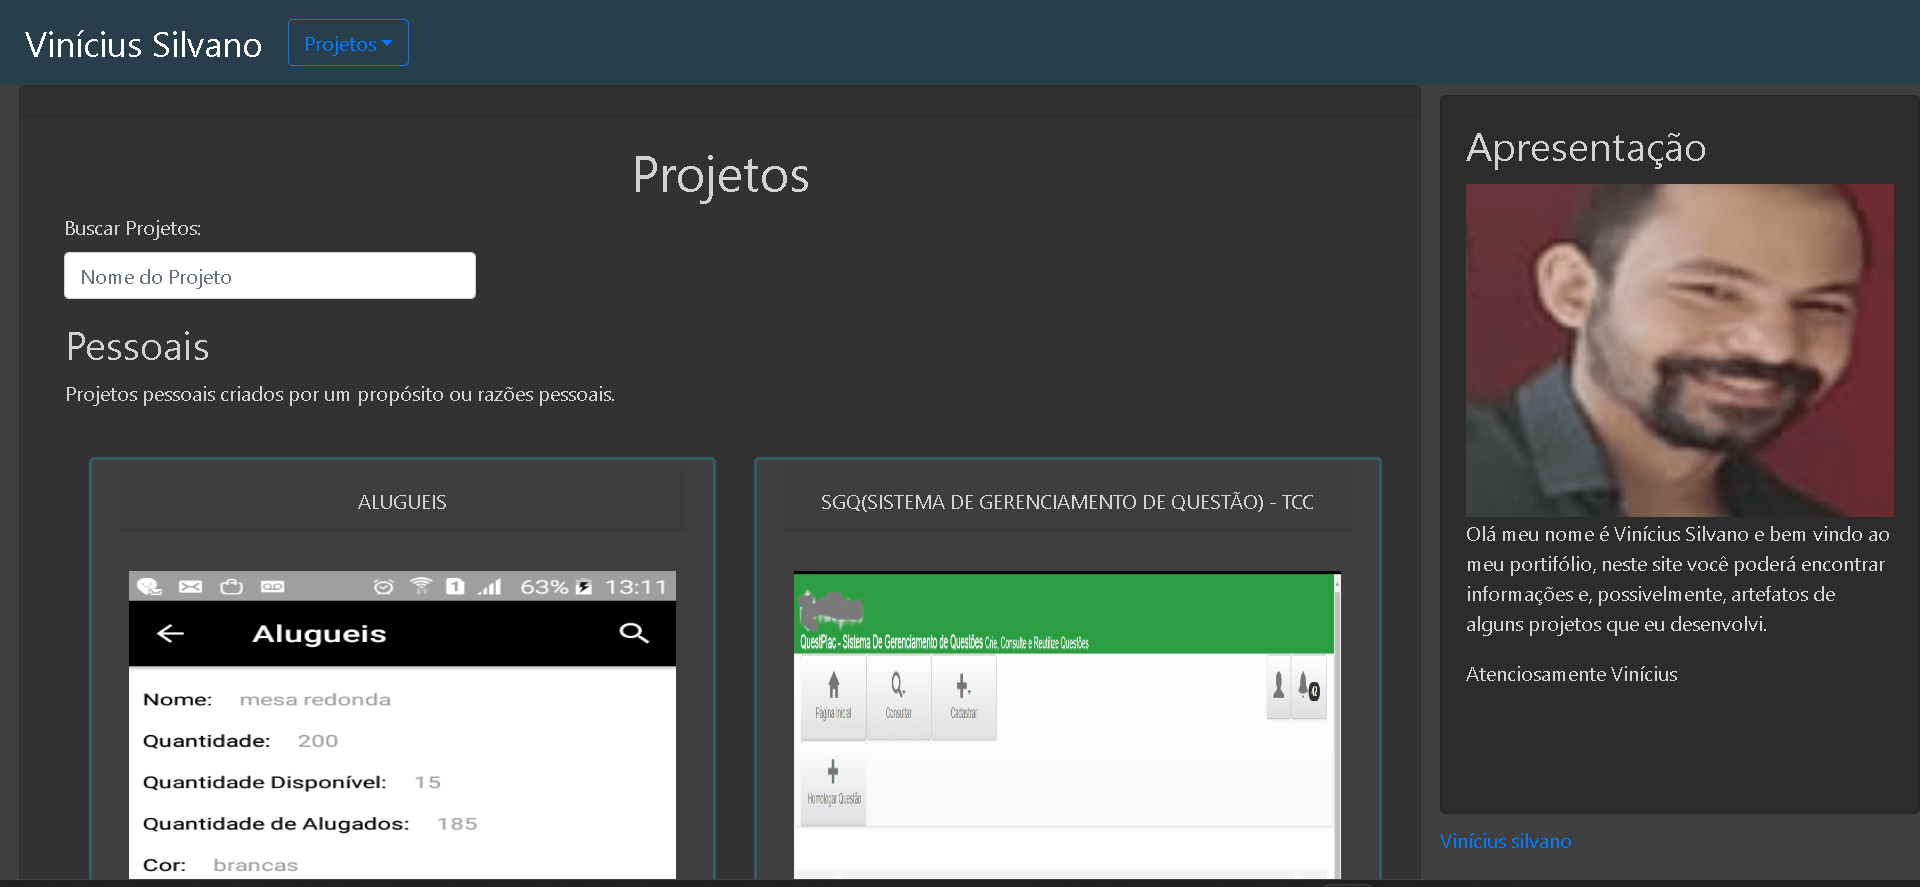 Vinícius Silvano
Projetos
Projetos
Buscar Projetos:
Nome do Projeto
Pessoais
Projetos pessoais criados por um propósito ou razões pessoais.
ALUGUEIS
63% 13:11
1
Alugueis
Nome: mesa redonda
Quantidade: 200
Quantidade Disponível: 15
Quantidade de Alugados: 185
Cor: brancas
SGQ(SISTEMA DE GERENCIAMENTO DE QUESTÃO) - TCC
QuestPlac - Sistema De Gerenciamento de Questões Crie, Consulte e Reutilize Questões
Página Inicial
Consultar
Cadastrar
Homologar Questão
Apresentação
Olá meu nome é Vinícius Silvano e bem vindo ao
meu portifólio, neste site você poderá encontrar
informações e, possivelmente, artefatos de
alguns projetos que eu desenvolvi.
Atenciosamente Vinícius
Vinícius silvano